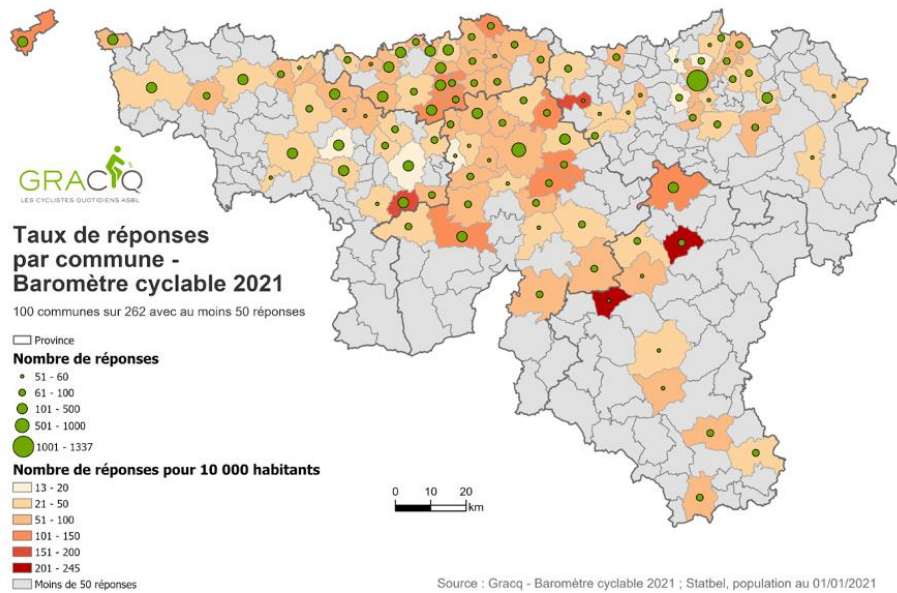 GRACQ
LES CYCLISTES QUOTIDIENS ASBL
Taux de réponses
par commune -
Baromètre cyclable 2021
100 communes sur 262 avec au moins 50 réponses
Province
Nombre de réponses
51 - 60
61 - 100
101 - 500
501 - 1000
1001 - 1337
Nombre de réponses pour 10 000 habitants
13 - 20
21 - 50
51 - 100
101 - 150
151 - 200
201 - 245
Moins de 50 réponses
0 10 20
km
Source : Gracq - Baromètre cyclable 2021 ; Statbel, population au 01/01/2021